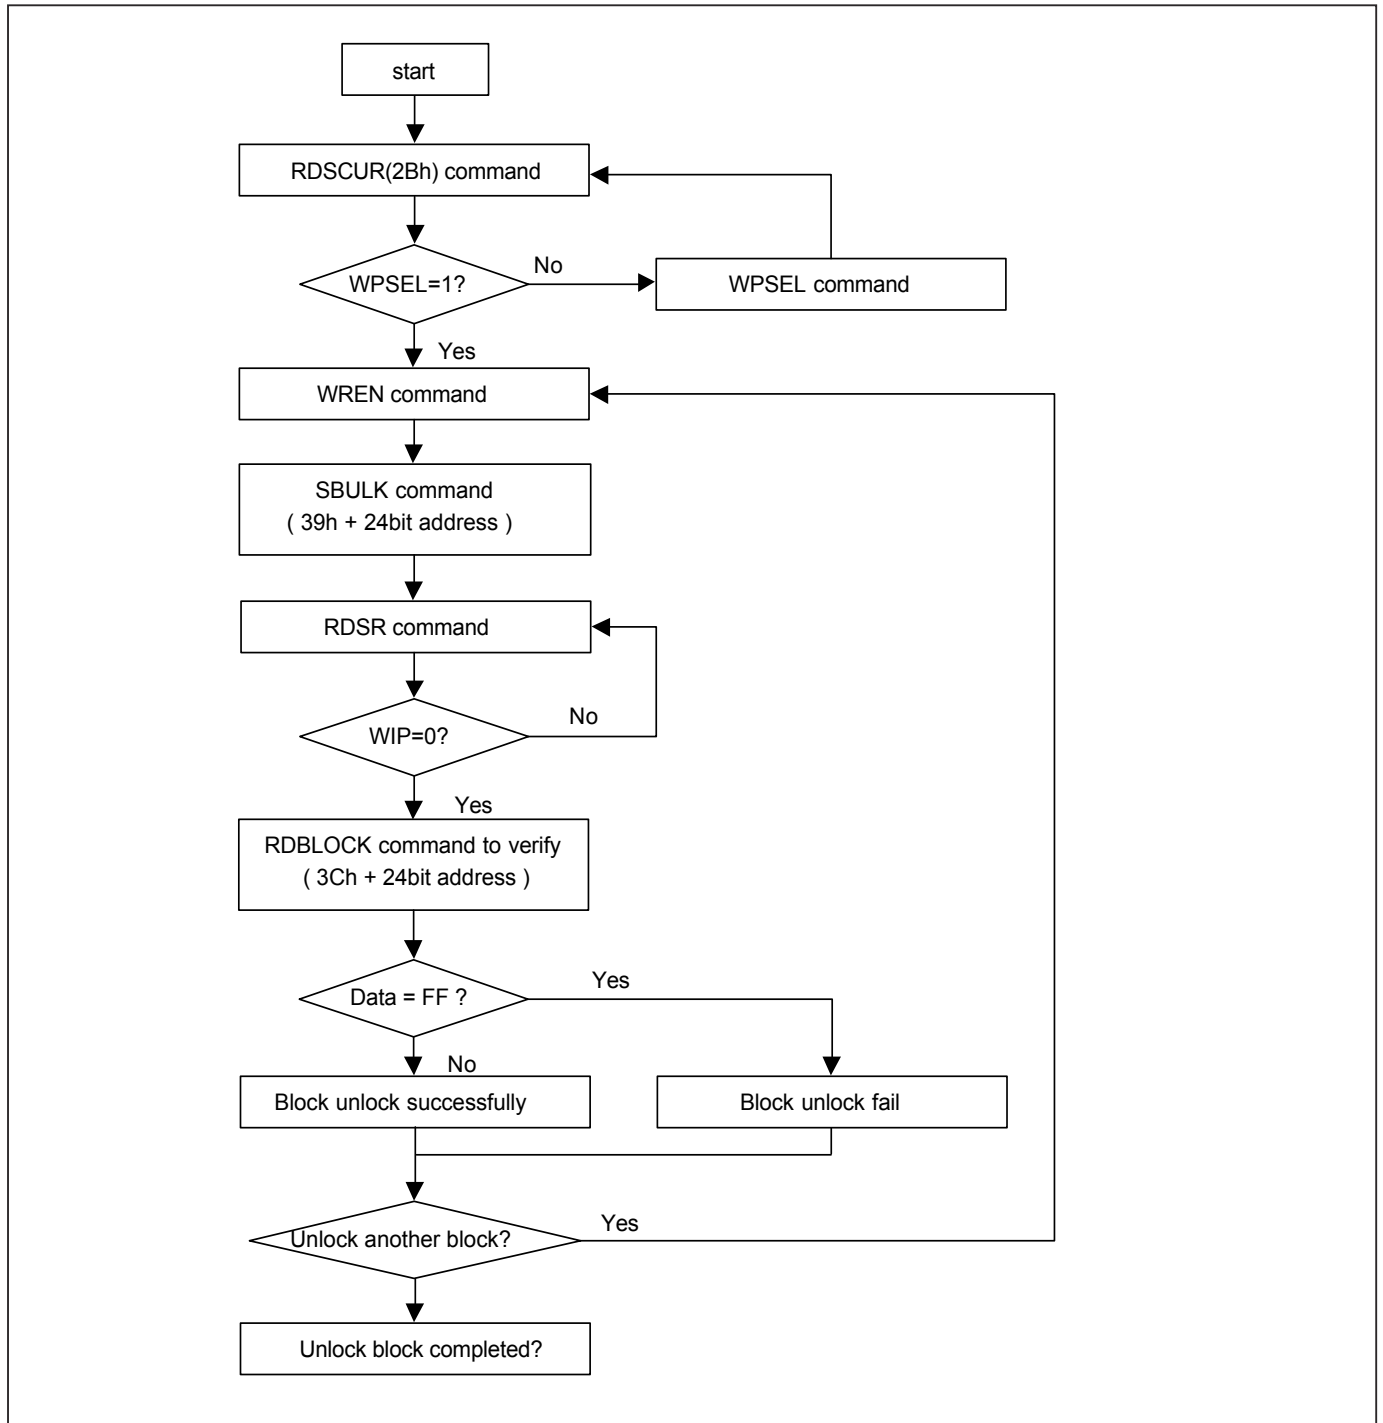 start
RDSCUR(2Bh) command
WPSEL=1?
No
WPSEL command
Yes
WREN command
SBULK command
( 39h + 24bit address )
RDSR command
WIP=0?
No
Yes
RDBLOCK command to verify
( 3Ch + 24bit address )
Data = FF ?
Yes
No
Block unlock successfully
Block unlock fail
Unlock another block?
Yes
Unlock block completed?